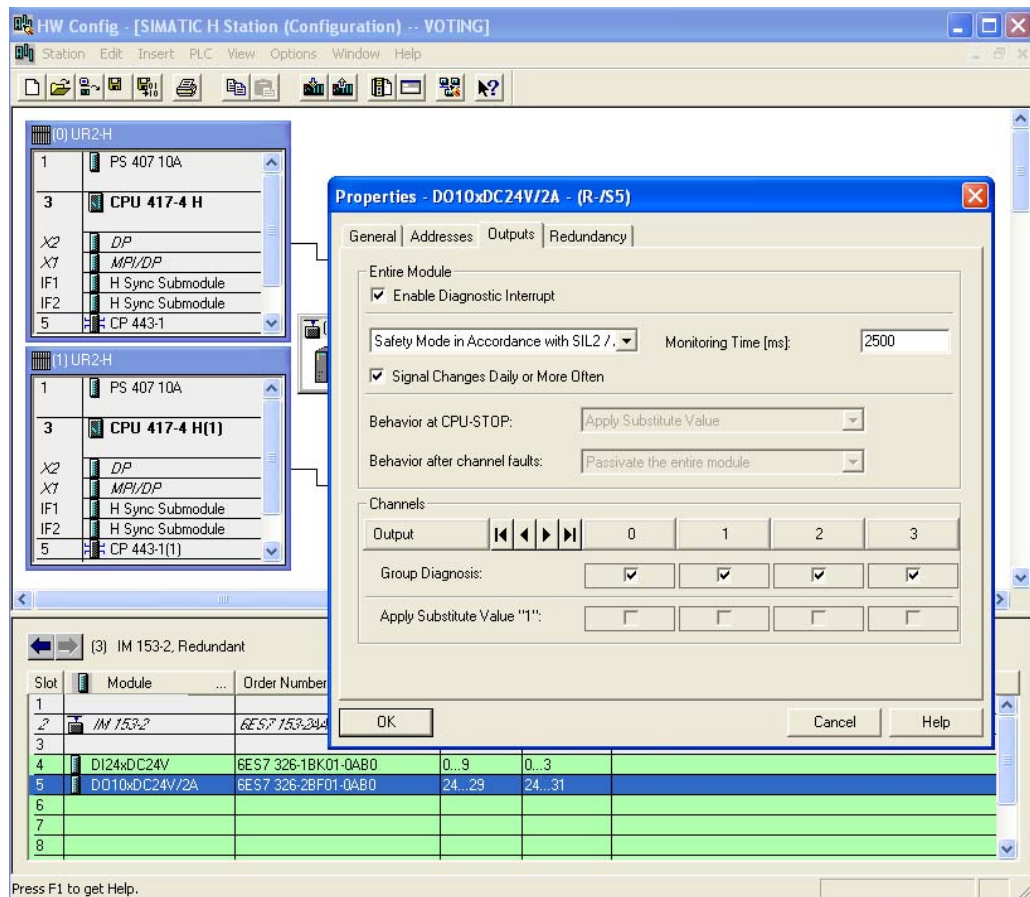 HW Config - [SIMATIC H Station (Configuration) -- VOTING]
Station Edit Insert PLC View Options Window Help
(0) UR2-H
1 PS 407 10A
3 CPU 417-4 H
X2 DP
X1 MPI/DP
IF1 H Sync Submodule
IF2 H Sync Submodule
5 CP 443-1
(1) UR2-H
1 PS 407 10A
3 CPU 417-4 H(1)
X2 DP
X1 MPI/DP
IF1 H Sync Submodule
IF2 H Sync Submodule
5 CP 443-1(1)
Properties - DO10xDC24V/2A - (R-/S5)
General Addresses Outputs Redundancy
Entire Module
Enable Diagnostic Interrupt
Safety Mode in Accordance with SIL2 /. Monitoring Time [ms]: 2500
Signal Changes Daily or More Often
Behavior at CPU-STOP: Apply Substitute Value
Behavior after channel faults: Passivate the entire module
Channels
Output 0 1 2 3
Group Diagnosis:
Apply Substitute Value "1":
OK Cancel Help
(3) IM 153-2, Redundant
Slot Module ... Order Number
1
2 IM 153-2 6ES7 153-2AA
3
4 DI24xDC24V 6ES7 326-1BK01-0AB0 0...9 0...3
5 DO10xDC24V/2A 6ES7 326-2BF01-0AB0 24...29 24...31
6
7
8
Press F1 to get Help.